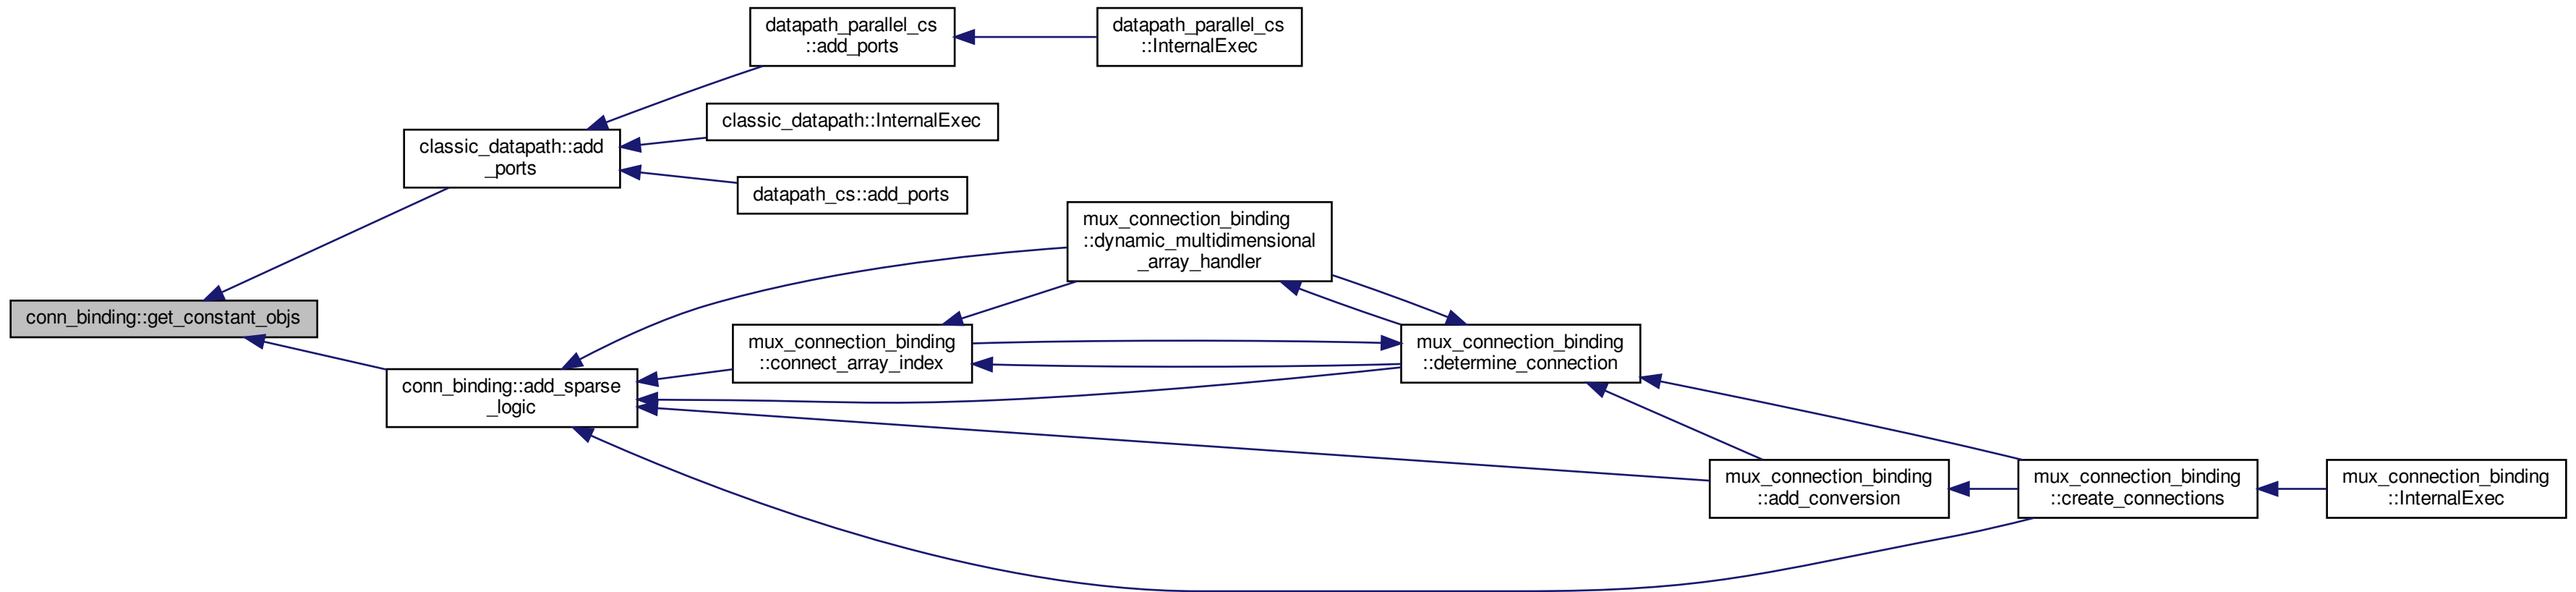 datapath_parallel_cs
::add_ports
datapath_parallel_cs
::InternalExec
classic_datapath::InternalExec
classic_datapath::add
_ports
datapath_cs::add_ports
mux_connection_binding
::dynamic_multidimensional
_array_handler
conn_binding::get_constant_objs
mux_connection_binding
::connect_array_index
mux_connection_binding
::determine_connection
conn_binding::add_sparse
_logic
mux_connection_binding
::add_conversion
mux_connection_binding
::create_connections
mux_connection_binding
::InternalExec